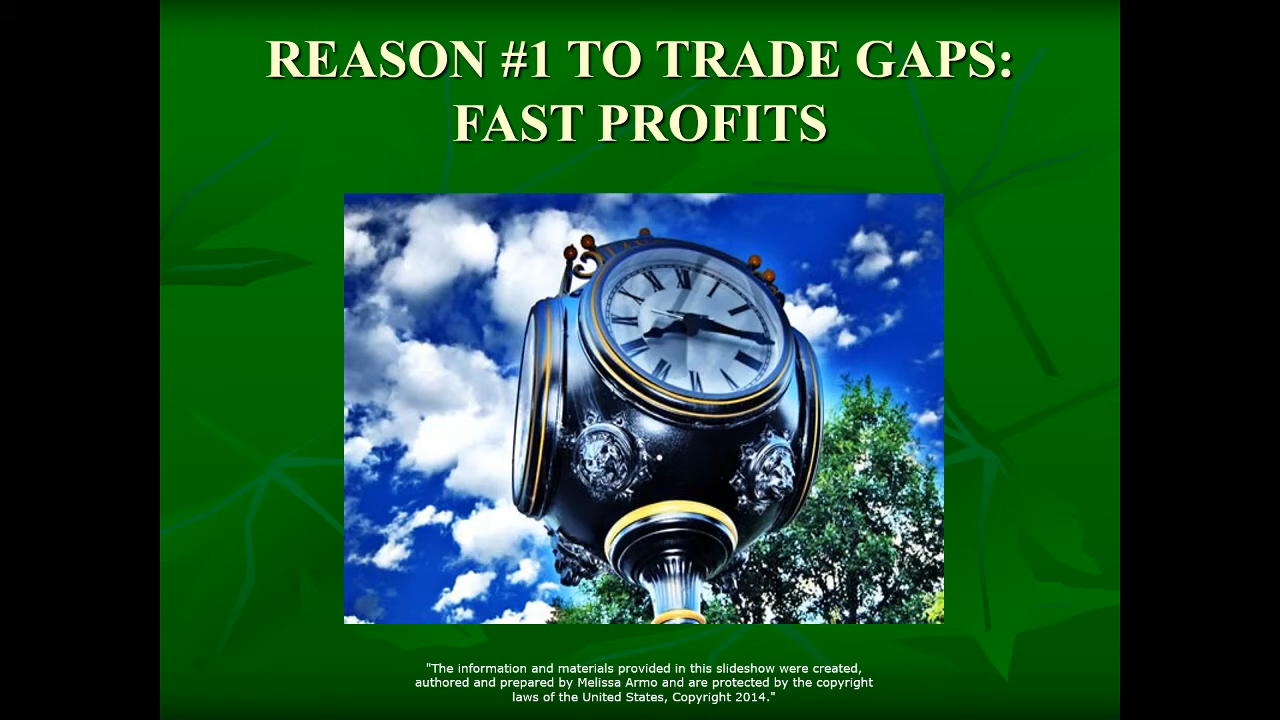 REASON #1 TO TRADE GAPS:
FAST PROFITS
"The information and materials provided in this slideshow were created,
authored and prepared by Melissa Armo and are protected by the copyright
laws of the United States, Copyright 2014."